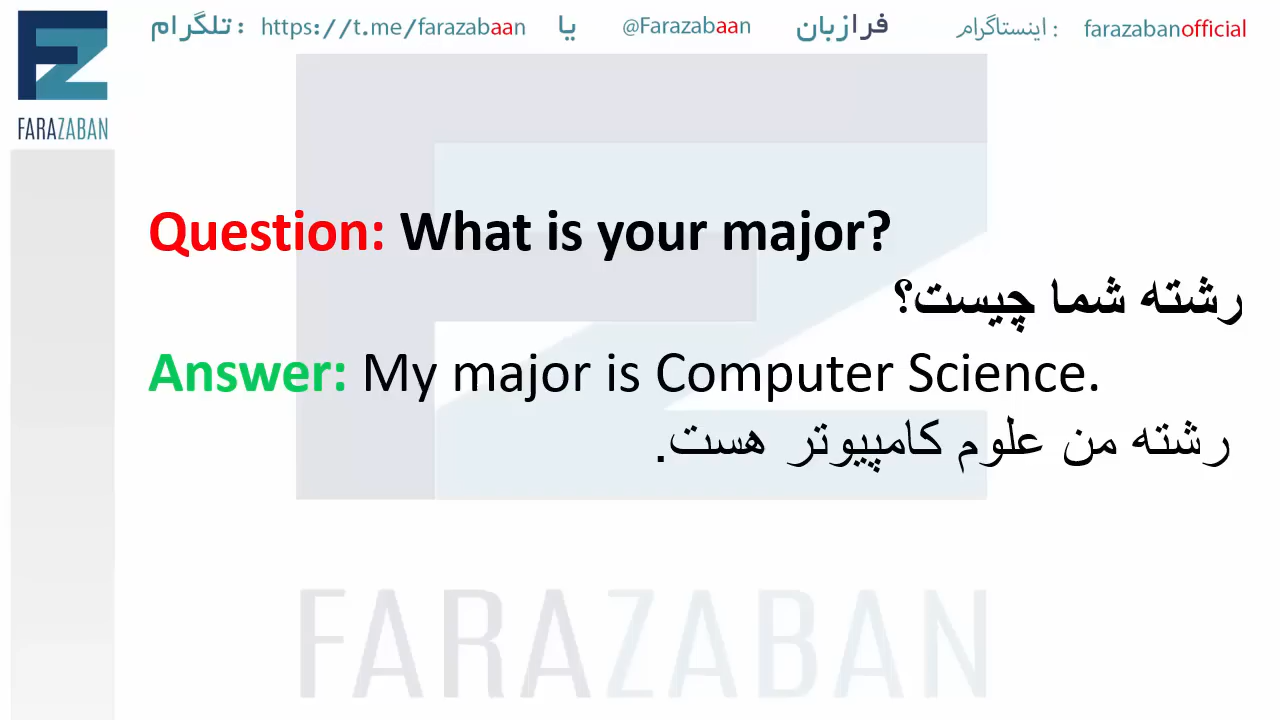 تلگرام : https://t.me/farazabaan یا @Farazabaan فرازبان اینستاگرام : farazabanofficial
FARAZABAN
Question: What is your major?
رشته شما چیست؟
Answer: My major is Computer Science.
رشته من علوم کامپیوتر هست.
FARAZABAN